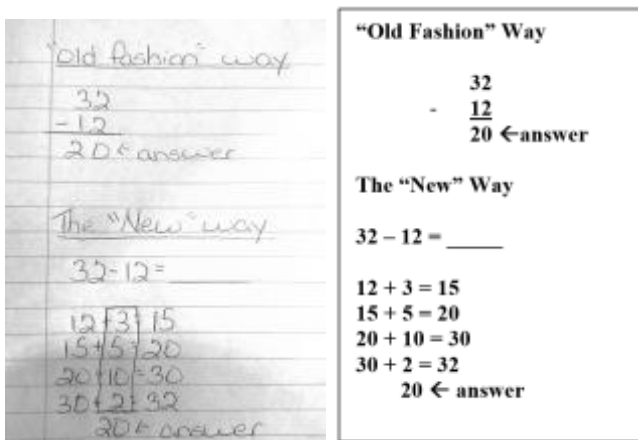 "Old fashion" way
32
- 12
20 ← answer
The "New" way
32-12 = ______
12 + 3 = 15
15 + 5 = 20
20 + 10 = 30
30 + 2 = 32
20 ← answer
"Old Fashion" Way
32
- 12
20 ←answer
The "New" Way
32 – 12 = _____
12 + 3 = 15
15 + 5 = 20
20 + 10 = 30
30 + 2 = 32
20 ← answer